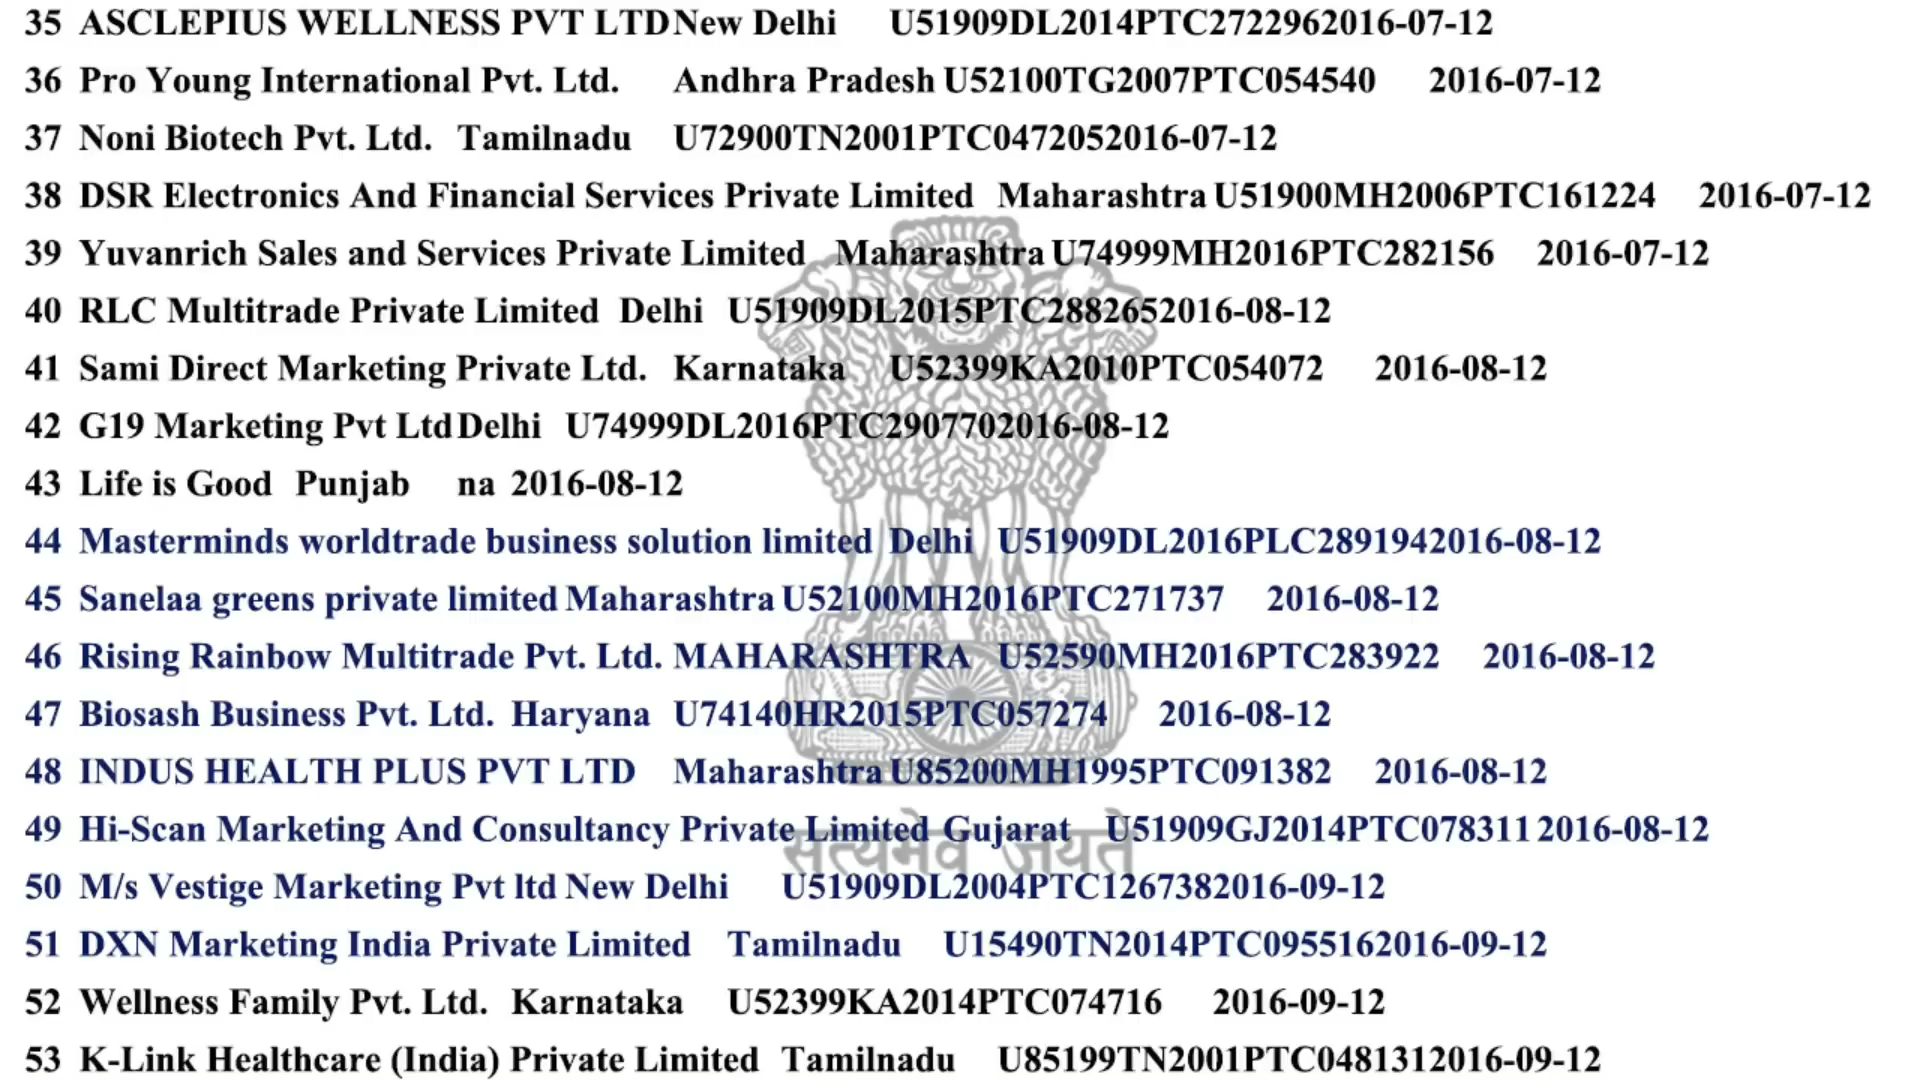 35 ASCLEPIUS WELLNESS PVT LTD New Delhi U51909DL2014PTC2722962016-07-12
36 Pro Young International Pvt. Ltd. Andhra Pradesh U52100TG2007PTC054540 2016-07-12
37 Noni Biotech Pvt. Ltd. Tamilnadu U72900TN2001PTC0472052016-07-12
38 DSR Electronics And Financial Services Private Limited Maharashtra U51900MH2006PTC161224 2016-07-12
39 Yuvanrich Sales and Services Private Limited Maharashtra U74999MH2016PTC282156 2016-07-12
40 RLC Multitrade Private Limited Delhi U51909DL2015PTC2882652016-08-12
41 Sami Direct Marketing Private Ltd. Karnataka U52399KA2010PTC054072 2016-08-12
42 G19 Marketing Pvt Ltd Delhi U74999DL2016PTC2907702016-08-12
43 Life is Good Punjab na 2016-08-12
44 Masterminds worldtrade business solution limited Delhi U51909DL2016PLC2891942016-08-12
45 Sanelaa greens private limited Maharashtra U52100MH2016PTC271737 2016-08-12
46 Rising Rainbow Multitrade Pvt. Ltd. MAHARASHTRA U52590MH2016PTC283922 2016-08-12
47 Biosash Business Pvt. Ltd. Haryana U74140HR2015PTC057274 2016-08-12
48 INDUS HEALTH PLUS PVT LTD Maharashtra U85200MH1995PTC091382 2016-08-12
49 Hi-Scan Marketing And Consultancy Private Limited Gujarat U51909GJ2014PTC078311 2016-08-12
सत्यमेव जयते
50 M/s Vestige Marketing Pvt ltd New Delhi U51909DL2004PTC1267382016-09-12
51 DXN Marketing India Private Limited Tamilnadu U15490TN2014PTC0955162016-09-12
52 Wellness Family Pvt. Ltd. Karnataka U52399KA2014PTC074716 2016-09-12
53 K-Link Healthcare (India) Private Limited Tamilnadu U85199TN2001PTC0481312016-09-12